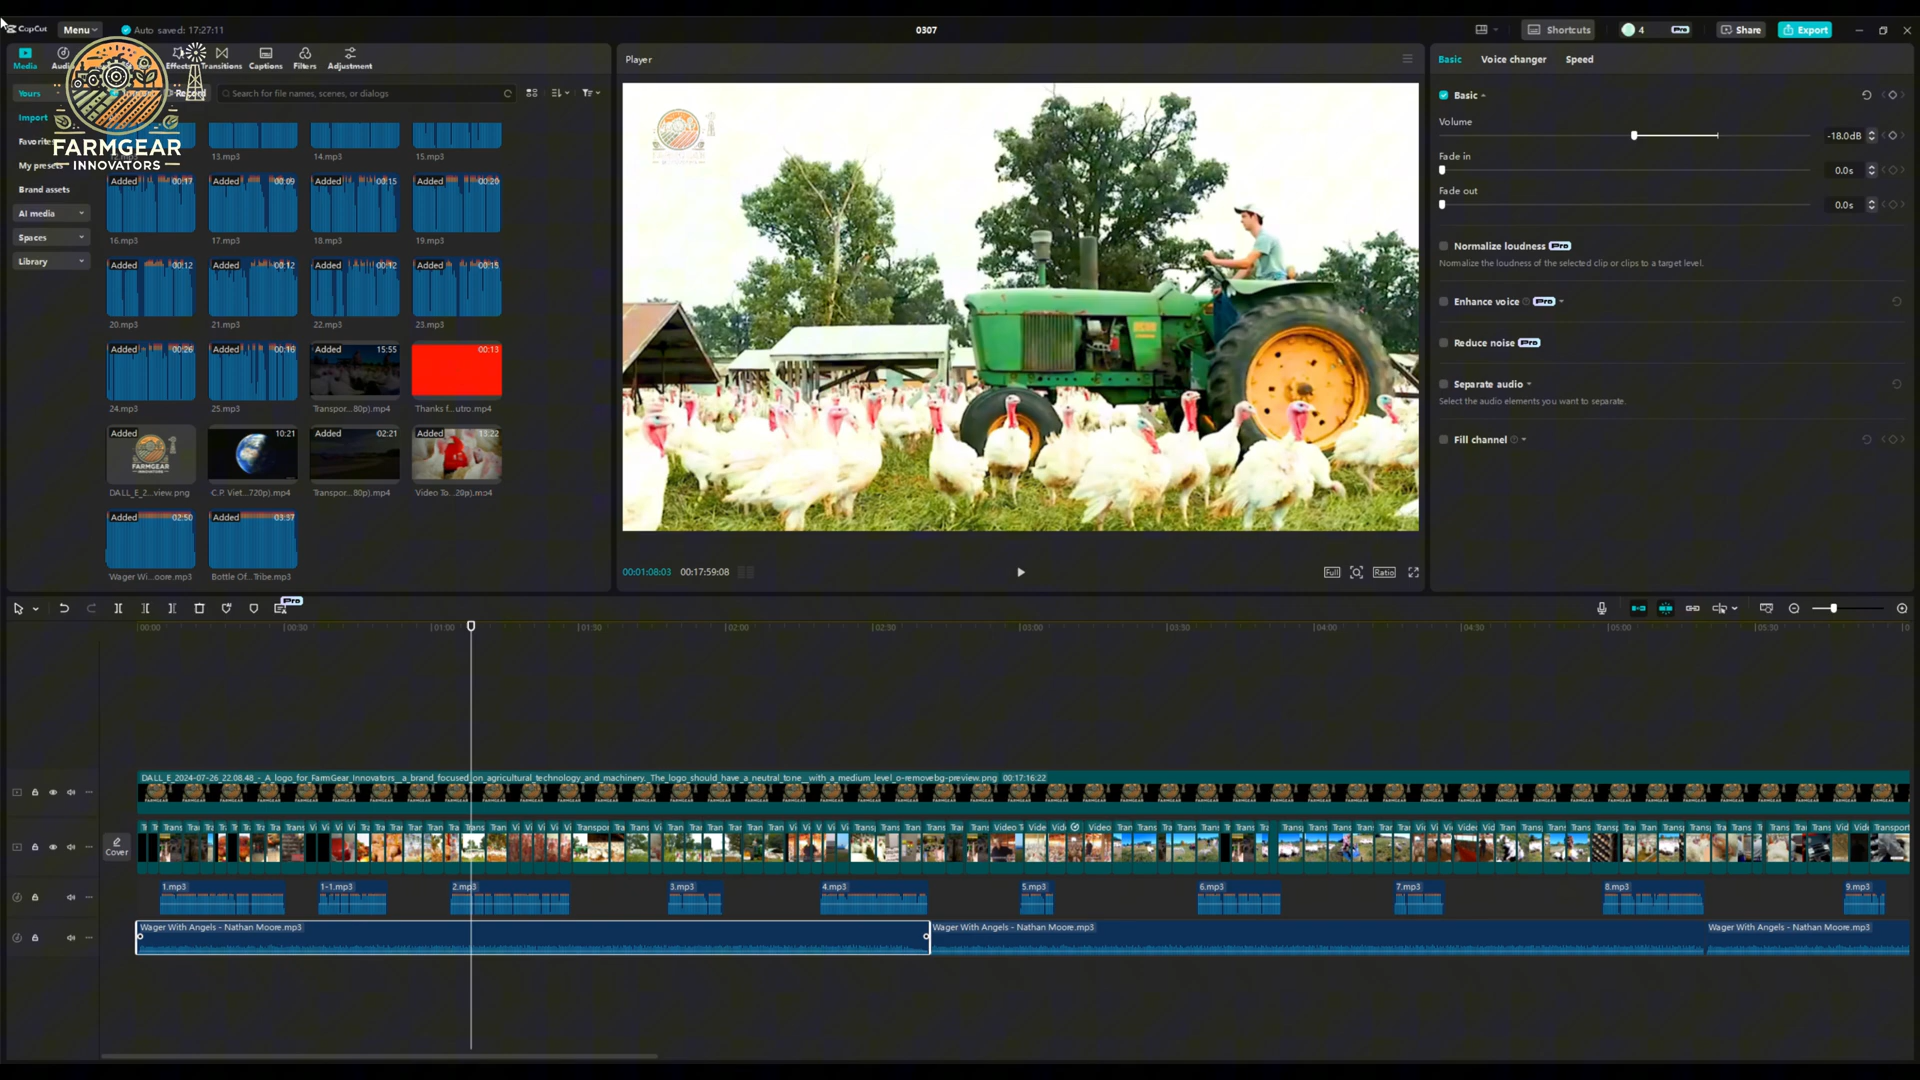 CapCut
Menu
Auto saved: 17:27:11
0307
Shortcuts
4
Pro
Share
Export
Media
Effects
Transitions
Captions
Filters
Adjustment
Yours
Record
Search for file names, scenes, or dialogs
Import
Favorites
My presets
Brand assets
AI media
Spaces
Library
FARMGEAR
INNOVATORS
13.mp3
14.mp3
15.mp3
Added 00:17
Added 00:09
Added 00:15
Added 00:20
16.mp3
17.mp3
18.mp3
19.mp3
Added 00:12
Added 00:12
Added 00:12
Added 00:15
20.mp3
21.mp3
22.mp3
23.mp3
Added 00:26
Added 00:16
Added 15:55
00:13
24.mp3
25.mp3
Transpor...80p).mp4
Thanks f...utro.mp4
Added
10:21
Added 02:21
Added 13:22
FARMGEAR
DALL_E_2...view.png
C.P. Viet...720p).mp4
Transpor...80p).mp4
Video To...29p).mp4
Added 02:50
Added 03:37
Wager Wi...oore.mp3
Bottle Of...Tribe.mp3
Player
00:01:08:03
00:17:59:08
Full
Ratio
Basic
Voice changer
Speed
Basic
Volume
-18.0dB
Fade in
0.0s
Fade out
0.0s
Normalize loudness Pro
Normalize the loudness of the selected clip or clips to a target level.
Enhance voice Pro
Reduce noise Pro
Separate audio
Select the audio elements you want to separate.
Fill channel
Pro
00:00
00:30
01:00
01:30
02:00
02:30
03:00
03:30
04:00
04:30
05:00
05:30
DALL_E_2024-07-26_22.08.48_-_A_logo_for_FarmGear_Innovators__a_brand_focused_on_agricultural_technology_and_machinery._The_logo_should_have_a_neutral_tone__with_a_medium_level_o-removebg-preview.png 00:17:16:22
Cover
1.mp3
1-1.mp3
2.mp3
3.mp3
4.mp3
5.mp3
6.mp3
7.mp3
8.mp3
9.mp3
Wager With Angels - Nathan Moore.mp3
Wager With Angels - Nathan Moore.mp3
Wager With Angels - Nathan Moore.mp3